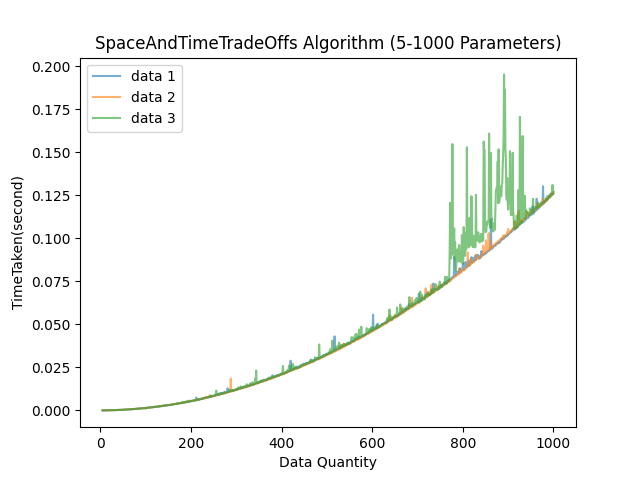 SpaceAndTimeTradeOffs Algorithm (5-1000 Parameters)
data 1
data 2
data 3
TimeTaken(second)
0.200
0.175
0.150
0.125
0.100
0.075
0.050
0.025
0.000
0 200 400 600 800 1000
Data Quantity